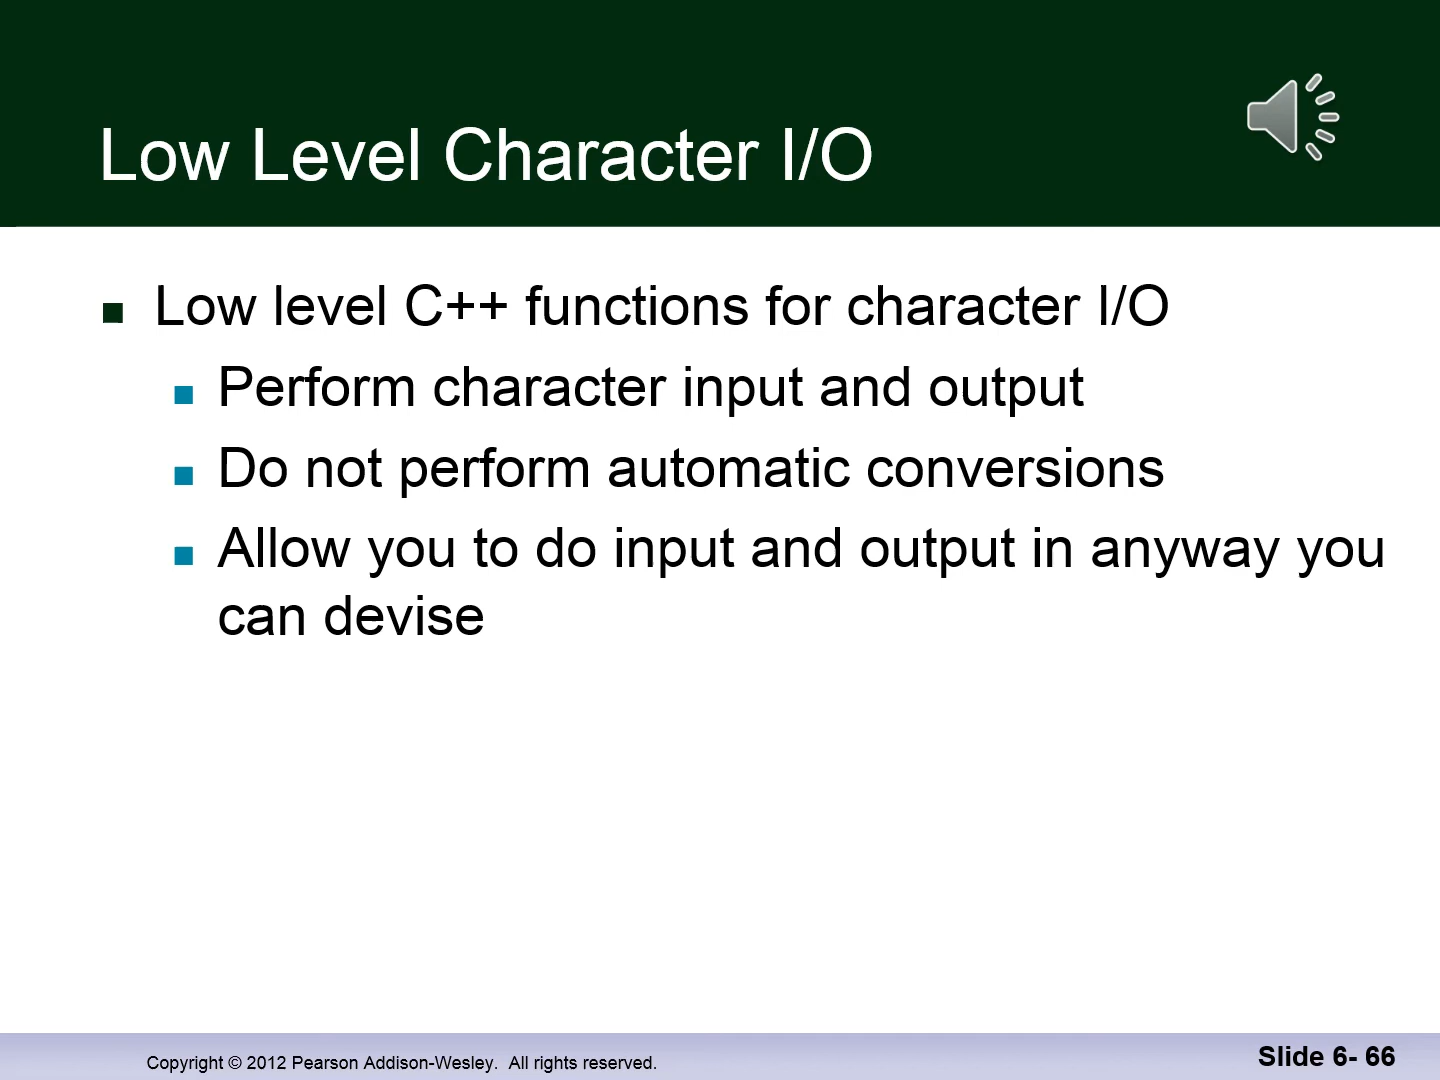 Low Level Character I/O
Low level C++ functions for character I/O
Perform character input and output
Do not perform automatic conversions
Allow you to do input and output in anyway you
can devise
Copyright © 2012 Pearson Addison-Wesley. All rights reserved.
Slide 6- 66